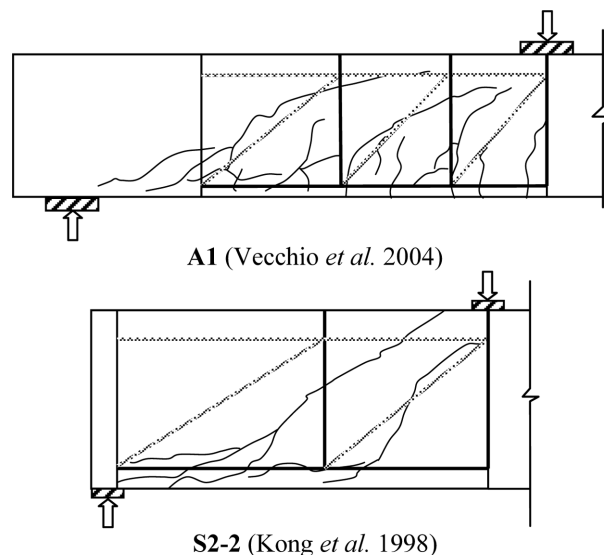 A1 (Vecchio et al. 2004)
S2-2 (Kong et al. 1998)